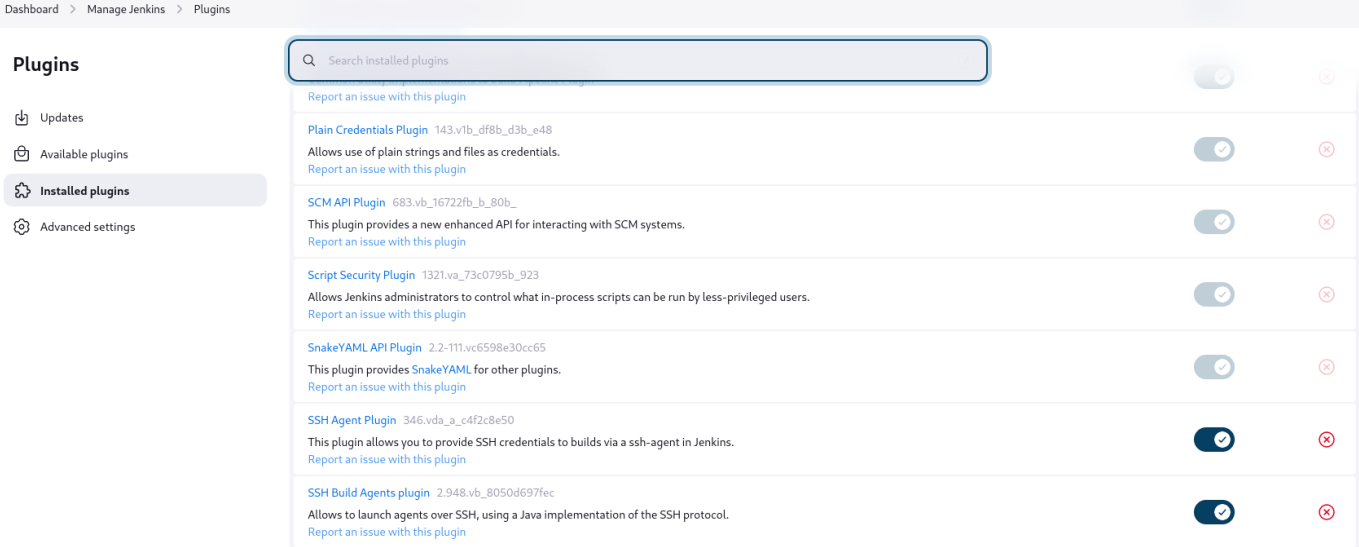 Dashboard > Manage Jenkins > Plugins
Plugins
Updates
Available plugins
Installed plugins
Advanced settings
Search installed plugins
Report an issue with this plugin
Plain Credentials Plugin 143.v1b_df8b_d3b_e48
Allows use of plain strings and files as credentials.
Report an issue with this plugin
SCM API Plugin 683.vb_16722fb_b_80b_
This plugin provides a new enhanced API for interacting with SCM systems.
Report an issue with this plugin
Script Security Plugin 1321.va_73c0795b_923
Allows Jenkins administrators to control what in-process scripts can be run by less-privileged users.
Report an issue with this plugin
SnakeYAML API Plugin 2.2-111.vc6598e30cc65
This plugin provides SnakeYAML for other plugins.
Report an issue with this plugin
SSH Agent Plugin 346.vda_a_c4f2c8e50
This plugin allows you to provide SSH credentials to builds via a ssh-agent in Jenkins.
Report an issue with this plugin
SSH Build Agents plugin 2.948.vb_8050d697fec
Allows to launch agents over SSH, using a Java implementation of the SSH protocol.
Report an issue with this plugin